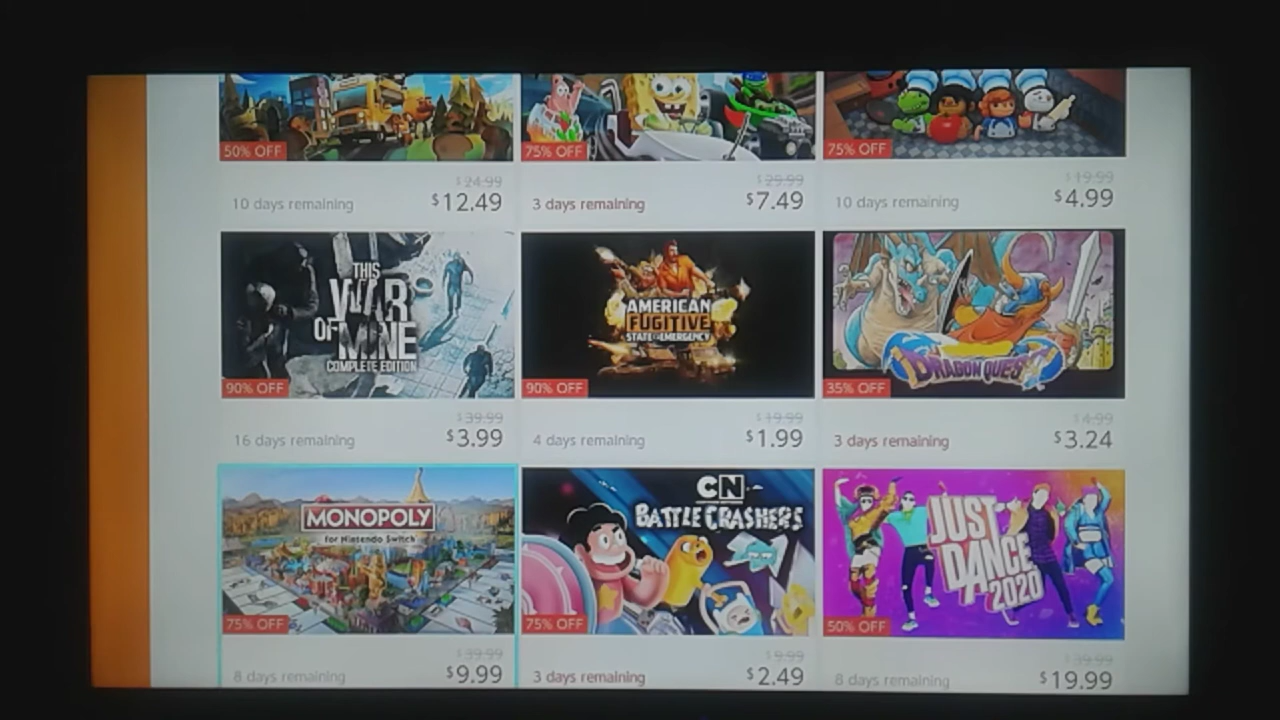 50% OFF
75% OFF
75% OFF
$24.99
$29.99
$19.99
10 days remaining
$12.49
3 days remaining
$7.49
10 days remaining
$4.99
THIS
WAR
OF MINE
COMPLETE EDITION
90% OFF
AMERICAN
FUGITIVE
STATE OF EMERGENCY
90% OFF
DRAGON QUEST
35% OFF
$39.99
$19.99
$4.99
16 days remaining
$3.99
4 days remaining
$1.99
3 days remaining
$3.24
MONOPOLY
for Nintendo Switch
75% OFF
CN
BATTLE CRASHERS
75% OFF
JUST
DANCE
2020
50% OFF
$39.99
$9.99
$39.99
8 days remaining
$9.99
3 days remaining
$2.49
8 days remaining
$19.99